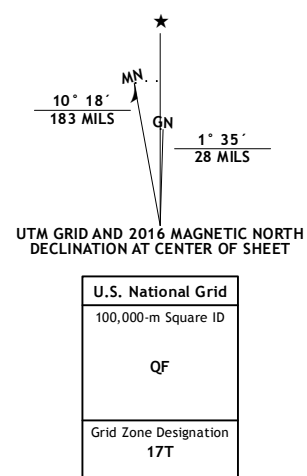 ★
MN
10° 18´
183 MILS
GN
1° 35´
28 MILS
UTM GRID AND 2016 MAGNETIC NORTH
DECLINATION AT CENTER OF SHEET
U.S. National Grid
100,000-m Square ID
QF
Grid Zone Designation
17T